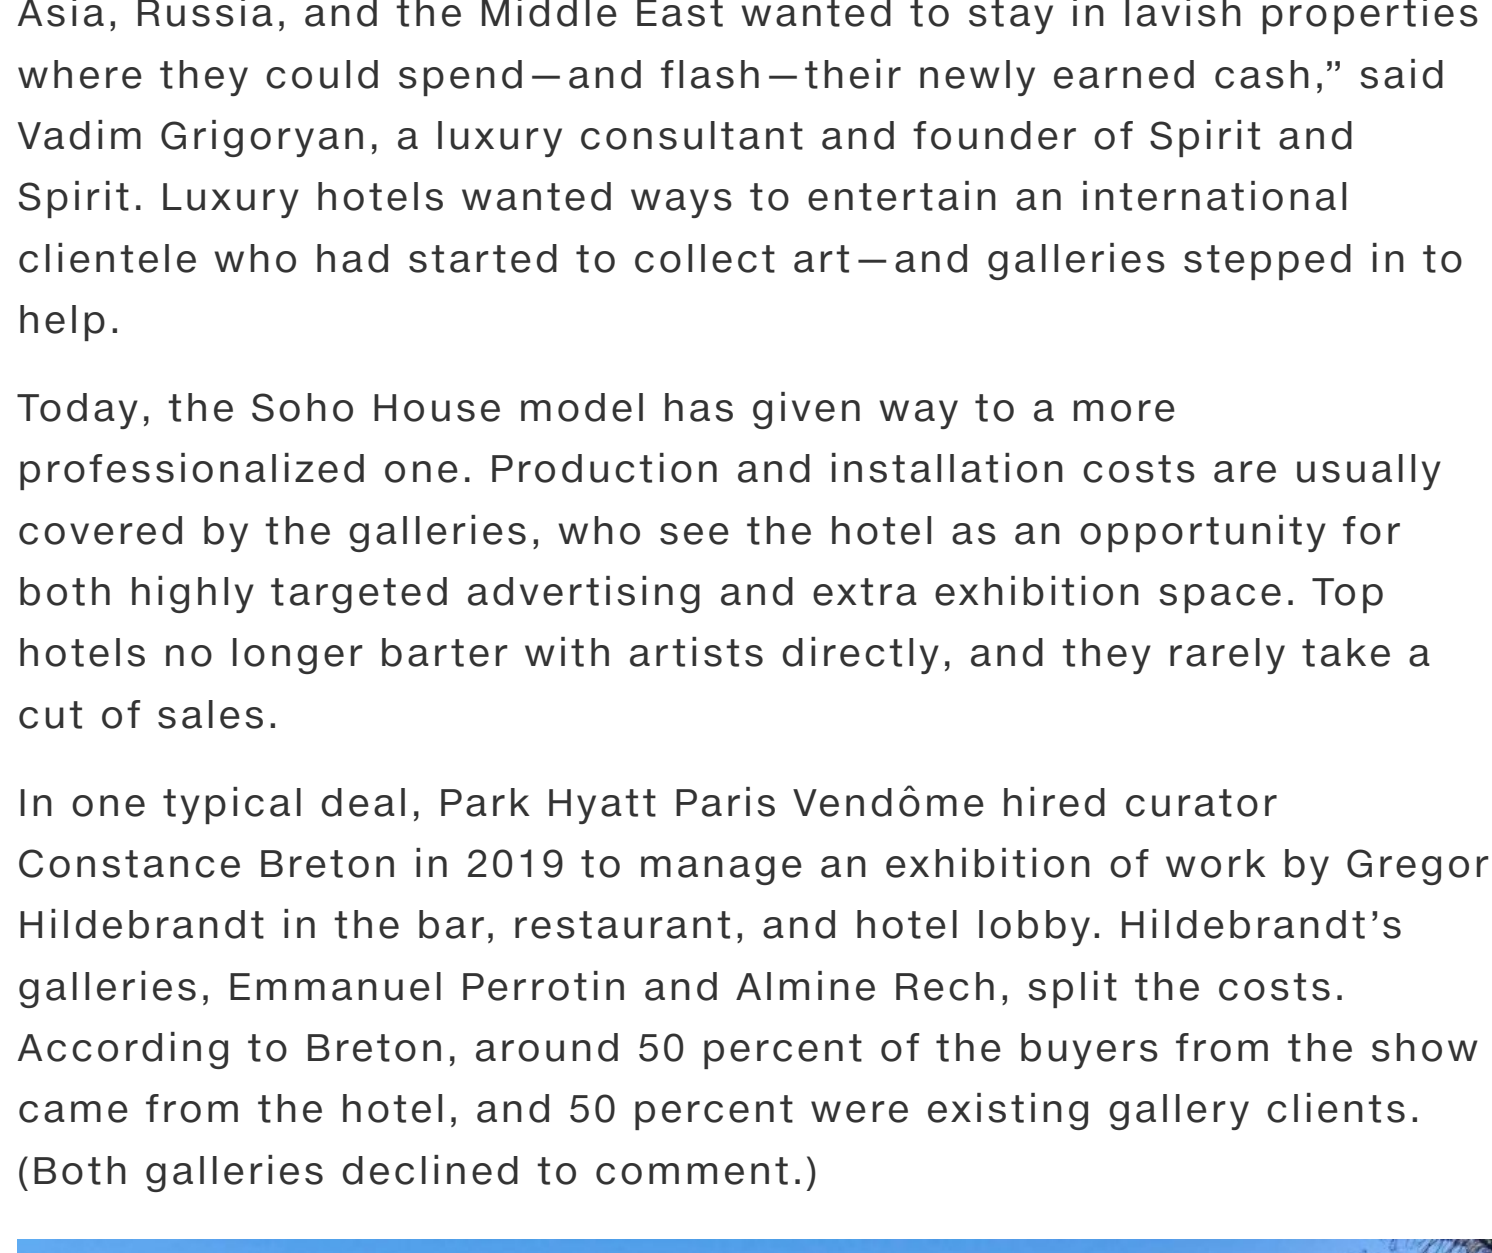 Asia, Russia, and the Middle East wanted to stay in lavish properties
where they could spend—and flash—their newly earned cash,” said
Vadim Grigoryan, a luxury consultant and founder of Spirit and
Spirit. Luxury hotels wanted ways to entertain an international
clientele who had started to collect art—and galleries stepped in to
help.
Today, the Soho House model has given way to a more
professionalized one. Production and installation costs are usually
covered by the galleries, who see the hotel as an opportunity for
both highly targeted advertising and extra exhibition space. Top
hotels no longer barter with artists directly, and they rarely take a
cut of sales.
In one typical deal, Park Hyatt Paris Vendôme hired curator
Constance Breton in 2019 to manage an exhibition of work by Gregor
Hildebrandt in the bar, restaurant, and hotel lobby. Hildebrandt’s
galleries, Emmanuel Perrotin and Almine Rech, split the costs.
According to Breton, around 50 percent of the buyers from the show
came from the hotel, and 50 percent were existing gallery clients.
(Both galleries declined to comment.)